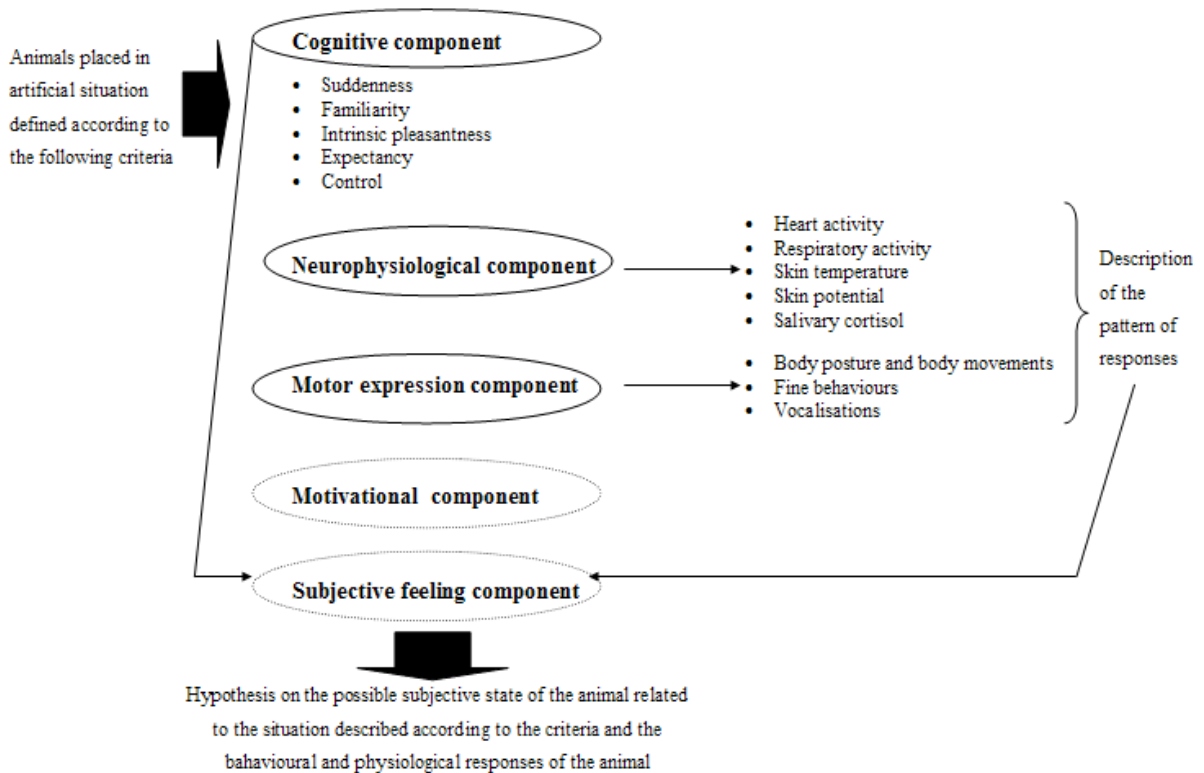 Cognitive component
Animals placed in
artificial situation
defined according to
the following criteria
• Suddenness
• Familiarity
• Intrinsic pleasantness
• Expectancy
• Control
Neurophysiological component
• Heart activity
• Respiratory activity
• Skin temperature
• Skin potential
• Salivary cortisol
Motor expression component
• Body posture and body movements
• Fine behaviours
• Vocalisations
Description
of the
pattern of
responses
Motivational component
Subjective feeling component
Hypothesis on the possible subjective state of the animal related
to the situation described according to the criteria and the
bahavioural and physiological responses of the animal